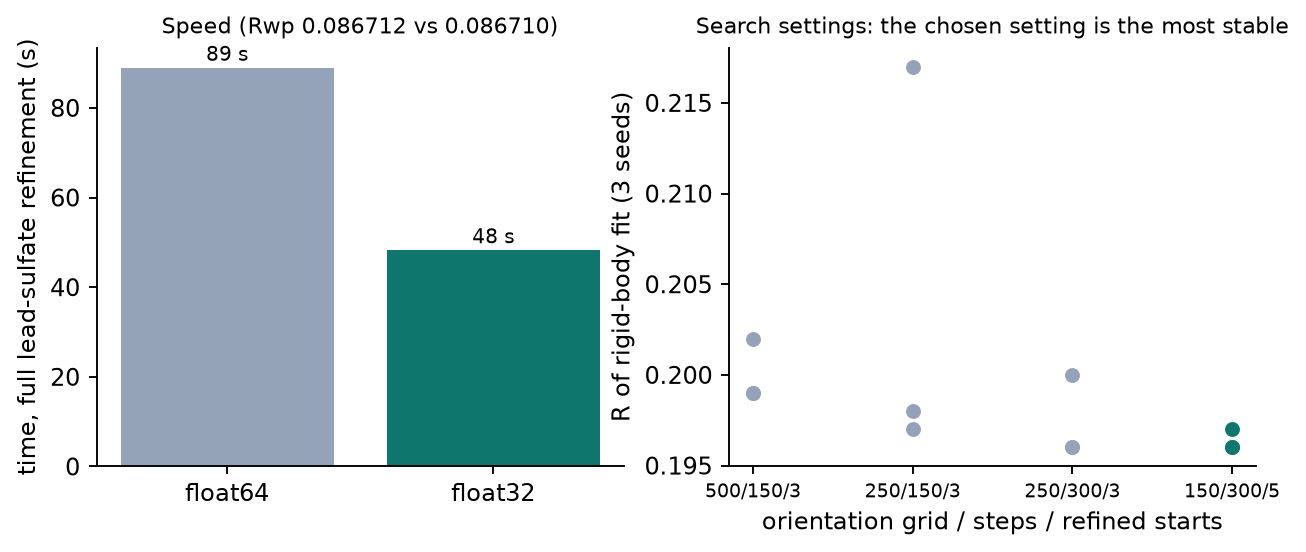 Speed (Rwp 0.086712 vs 0.086710)
time, full lead-sulfate refinement (s)
80
60
40
20
0
89 s
48 s
float64
float32
Search settings: the chosen setting is the most stable
R of rigid-body fit (3 seeds)
0.215
0.210
0.205
0.200
0.195
500/150/3
250/150/3
250/300/3
150/300/5
orientation grid / steps / refined starts